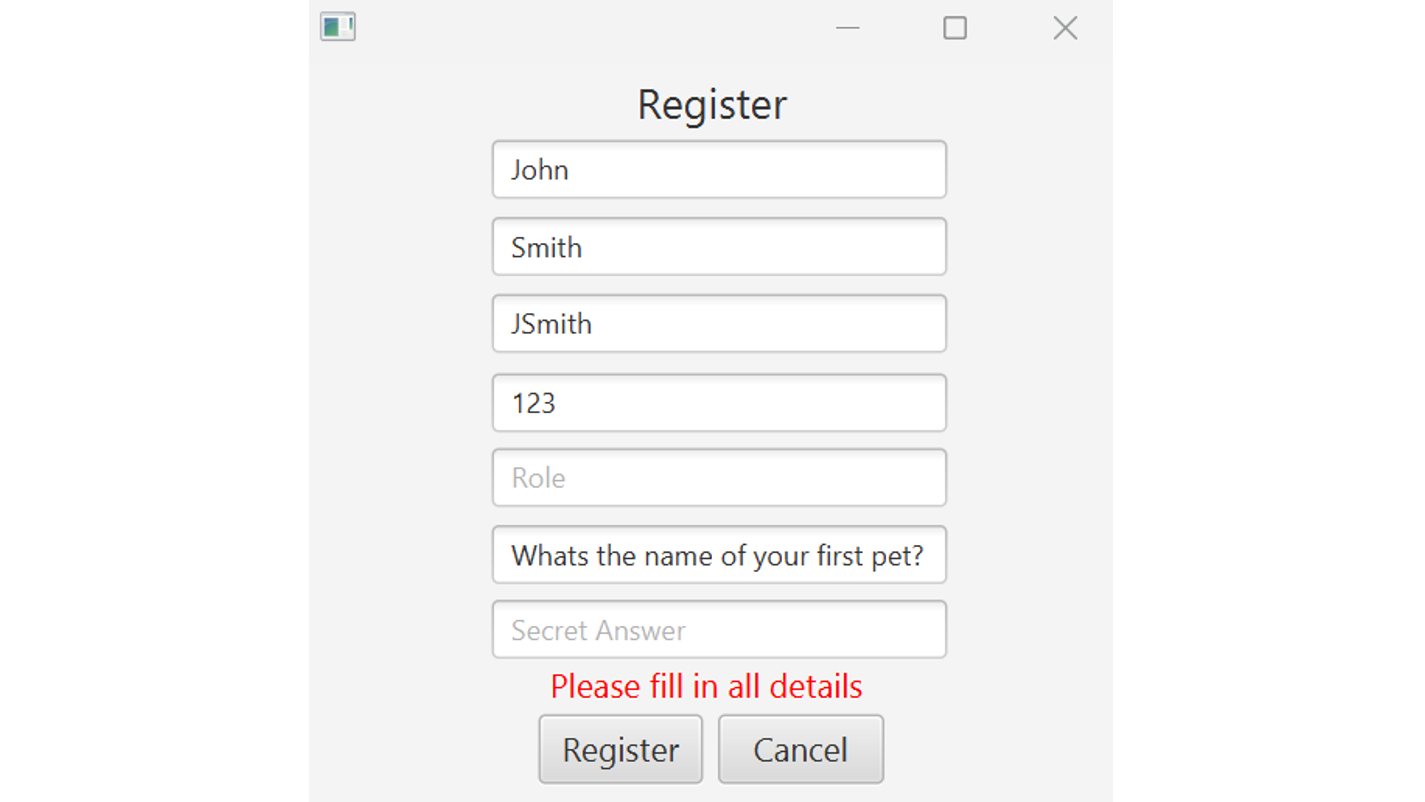 Register
John
Smith
JSmith
123
Role
Whats the name of your first pet?
Secret Answer
Please fill in all details
Register Cancel